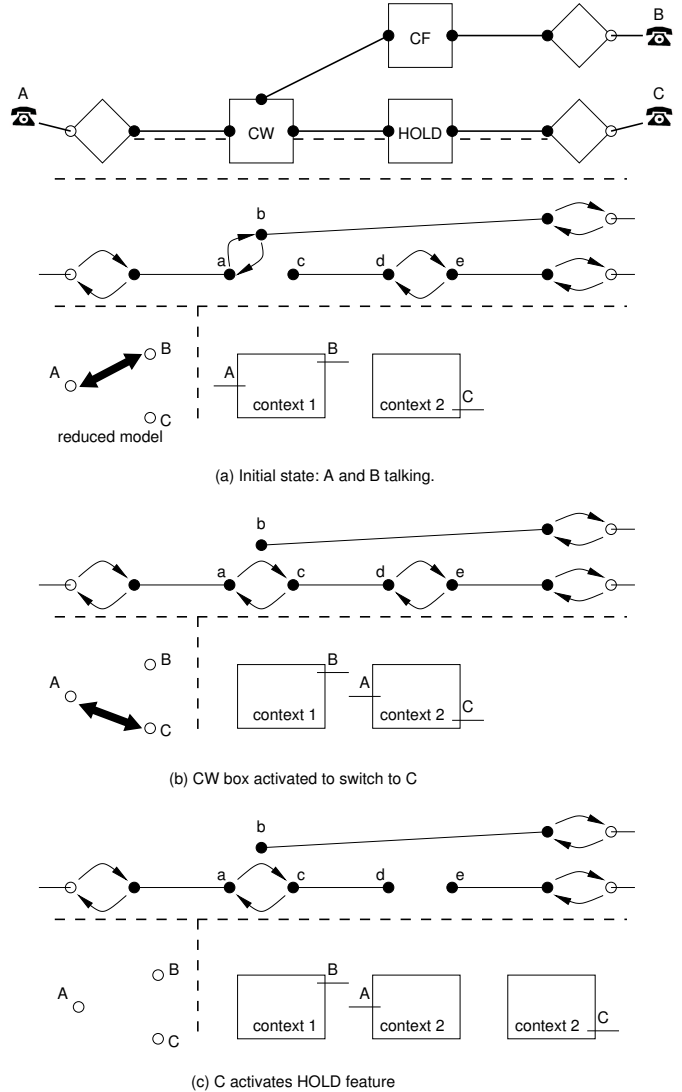 B
CF
A
C
CW
HOLD
b
a c d e
A B C
reduced model
A B
context 1
context 2 C
(a) Initial state: A and B talking.
b
a c d e
A B C
B
context 1
A
context 2 C
(b) CW box activated to switch to C
b
a c d e
A B C
B
context 1
A
context 2
context 2 C
(c) C activates HOLD feature